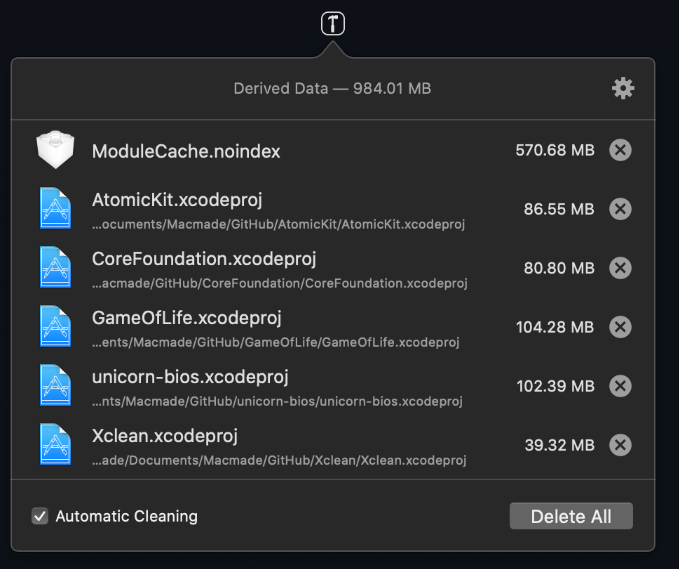 Derived Data — 984.01 MB
ModuleCache.noindex 570.68 MB
AtomicKit.xcodeproj
...ocuments/Macmade/GitHub/AtomicKit/AtomicKit.xcodeproj 86.55 MB
CoreFoundation.xcodeproj
...acmade/GitHub/CoreFoundation/CoreFoundation.xcodeproj 80.80 MB
GameOfLife.xcodeproj
...ents/Macmade/GitHub/GameOfLife/GameOfLife.xcodeproj 104.28 MB
unicorn-bios.xcodeproj
...nts/Macmade/GitHub/unicorn-bios/unicorn-bios.xcodeproj 102.39 MB
Xclean.xcodeproj
...ade/Documents/Macmade/GitHub/Xclean/Xclean.xcodeproj 39.32 MB
Automatic Cleaning Delete All